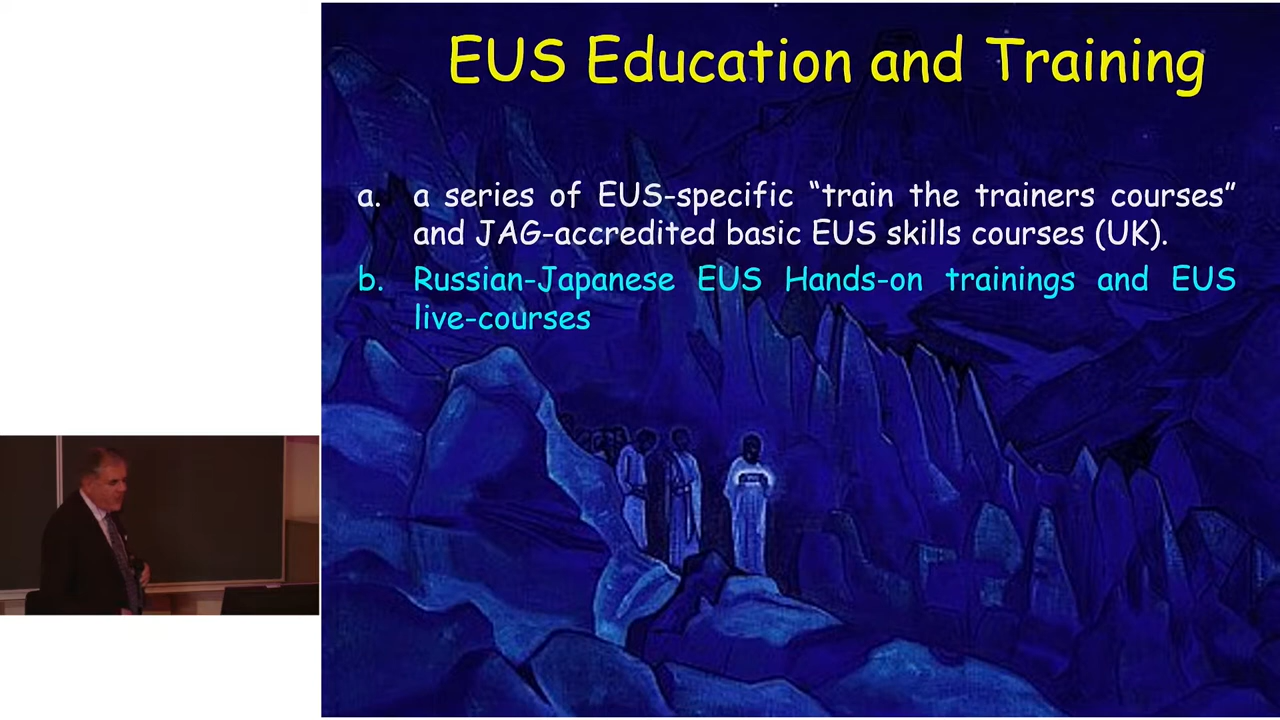 EUS Education and Training
a. a series of EUS-specific “train the trainers courses”
and JAG-accredited basic EUS skills courses (UK).
b. Russian-Japanese EUS Hands-on trainings and EUS
live-courses